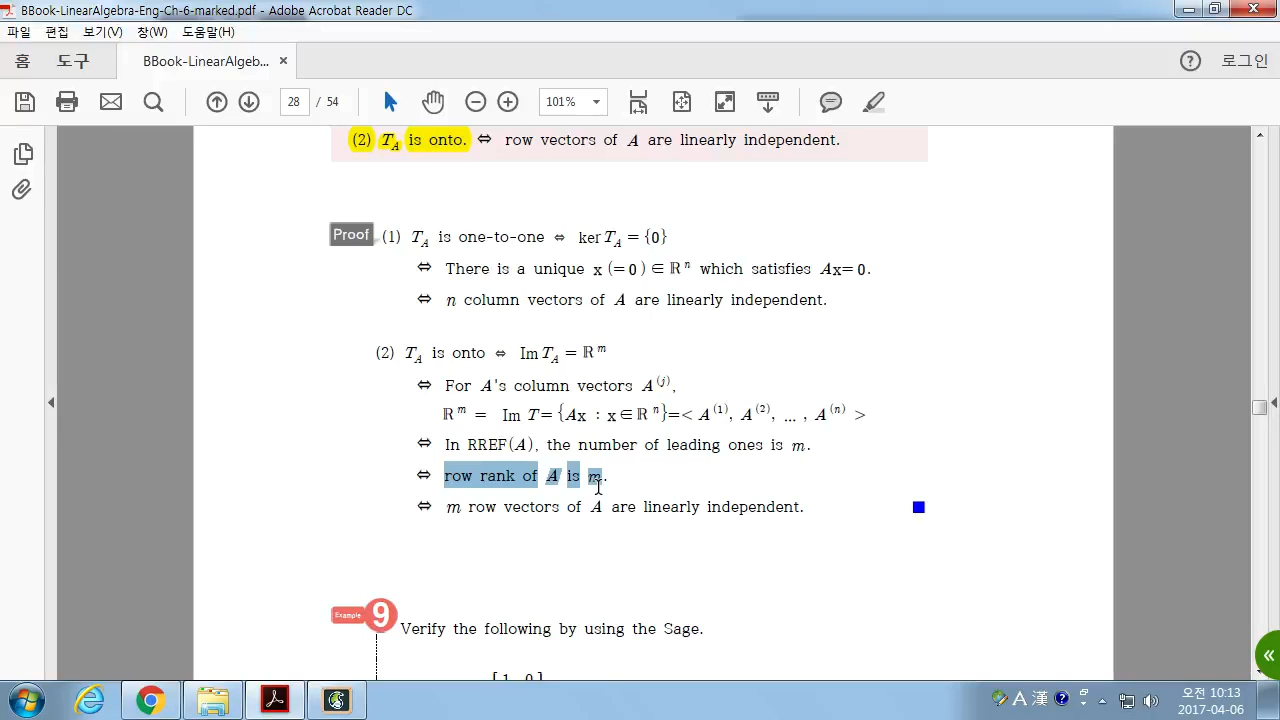 BBook-LinearAlgebra-Eng-Ch-6-marked.pdf - Adobe Acrobat Reader DC
파일 편집 보기(V) 창(W) 도움말(H)
홈 도구 BBook-LinearAlgeb... × ? 로그인
28 / 54 101%
(2) T_A is onto. ⇔ row vectors of A are linearly independent.
Proof (1) T_A is one-to-one ⇔ ker T_A = {0}
⇔ There is a unique x (=0) ∈ ℝ^n which satisfies Ax=0.
⇔ n column vectors of A are linearly independent.
(2) T_A is onto ⇔ Im T_A = ℝ^m
⇔ For A's column vectors A^(j),
ℝ^m = Im T= {Ax : x∈ℝ^n}=< A^(1), A^(2), ... , A^(n) >
⇔ In RREF(A), the number of leading ones is m.
⇔ row rank of A is m.
⇔ m row vectors of A are linearly independent.
Example 9 Verify the following by using the Sage.
[1 0]
A 漢 ? 오전 10:13
2017-04-06